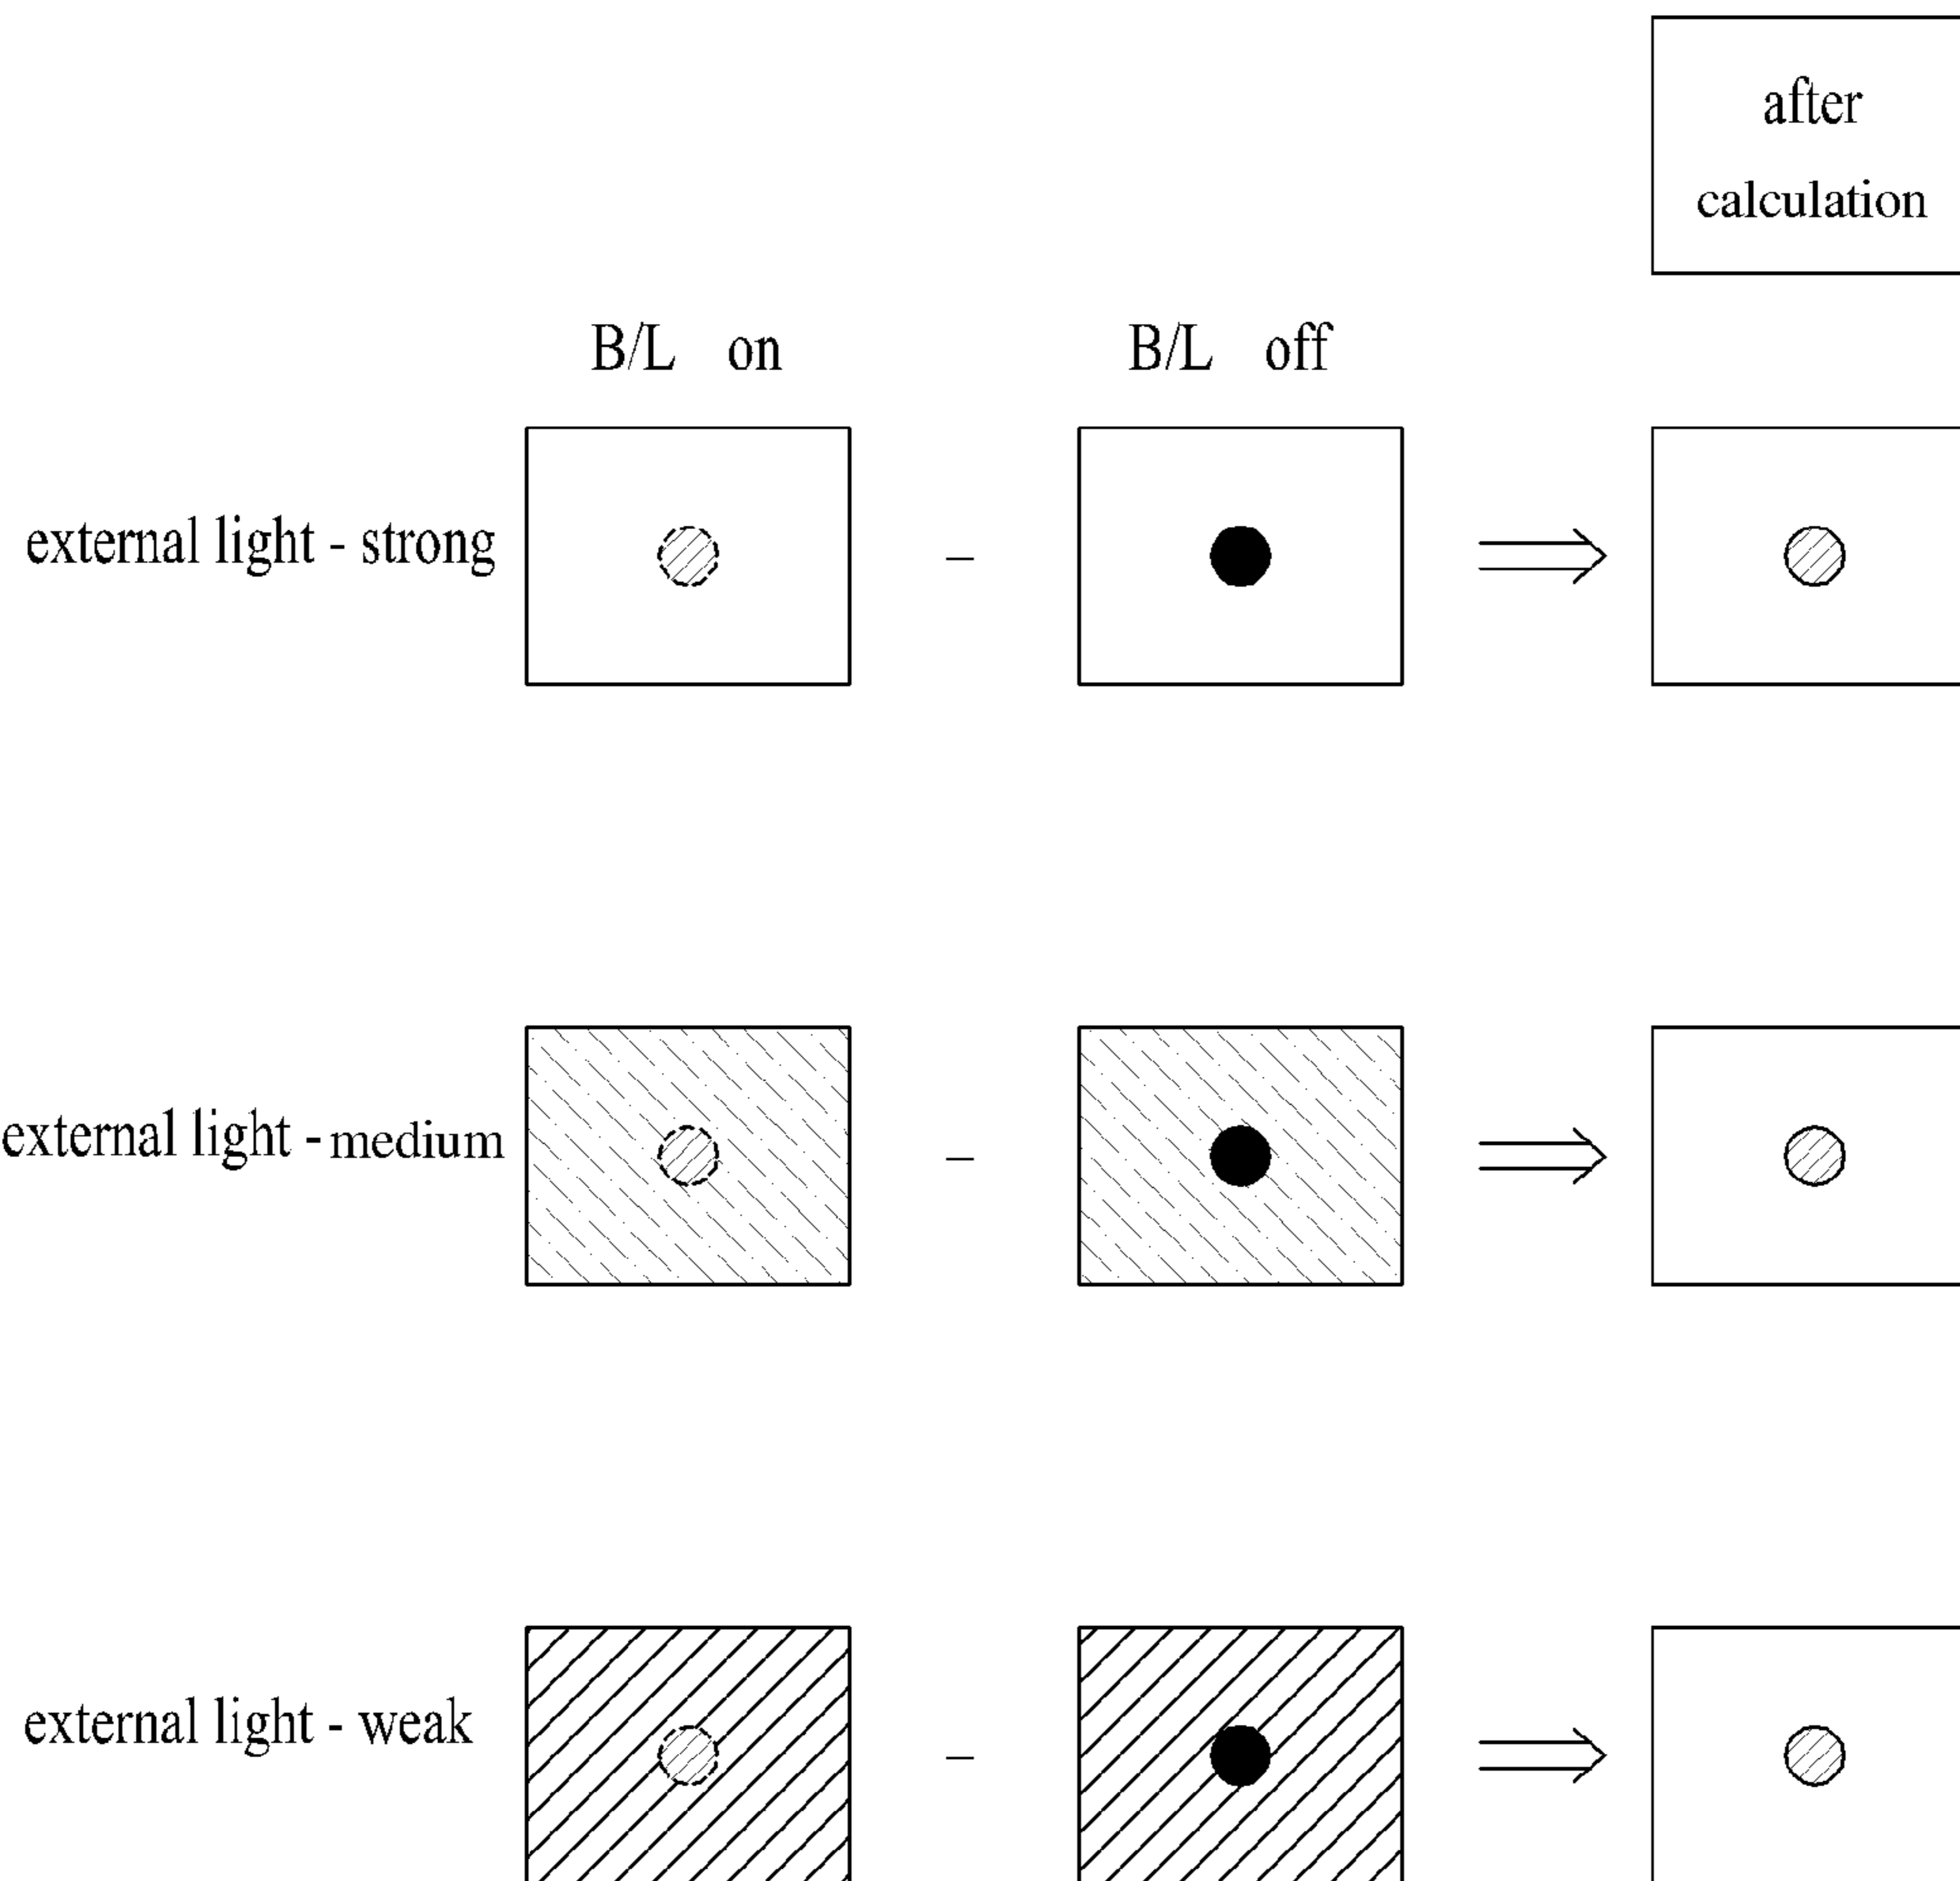 after
calculation
B/L on
B/L off
external light - strong
external light - medium
external light - weak